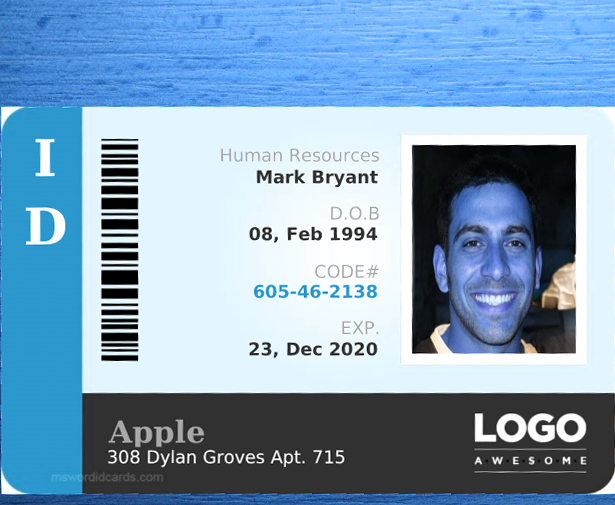 I
D
Human Resources
Mark Bryant
D.O.B
08, Feb 1994
CODE#
605-46-2138
EXP.
23, Dec 2020
Apple
308 Dylan Groves Apt. 715
mswordidcards.com
LOGO
AWESOME